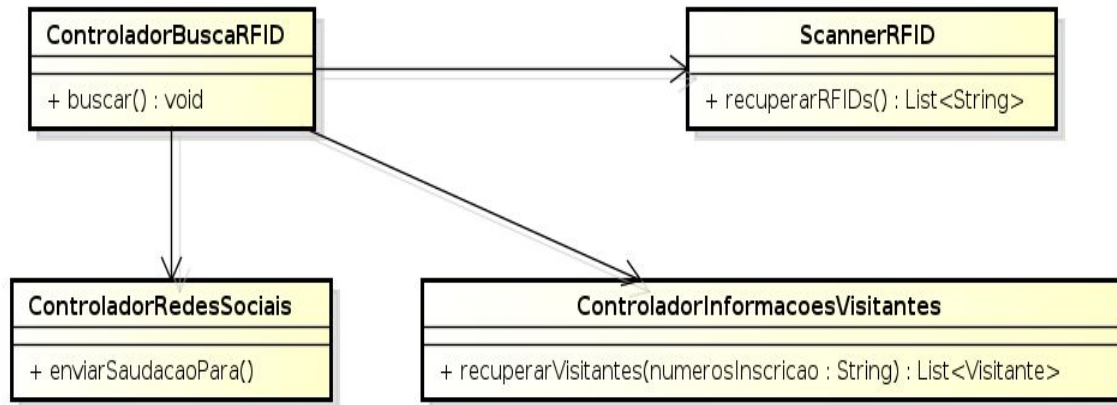 ControladorBuscaRFID
+ buscar() : void
ScannerRFID
+ recuperarRFIDs() : List<String>
ControladorRedesSociais
+ enviarSaudacaoPara()
ControladorInformacoesVisitantes
+ recuperarVisitantes(numerosInscricao : String) : List<Visitante>